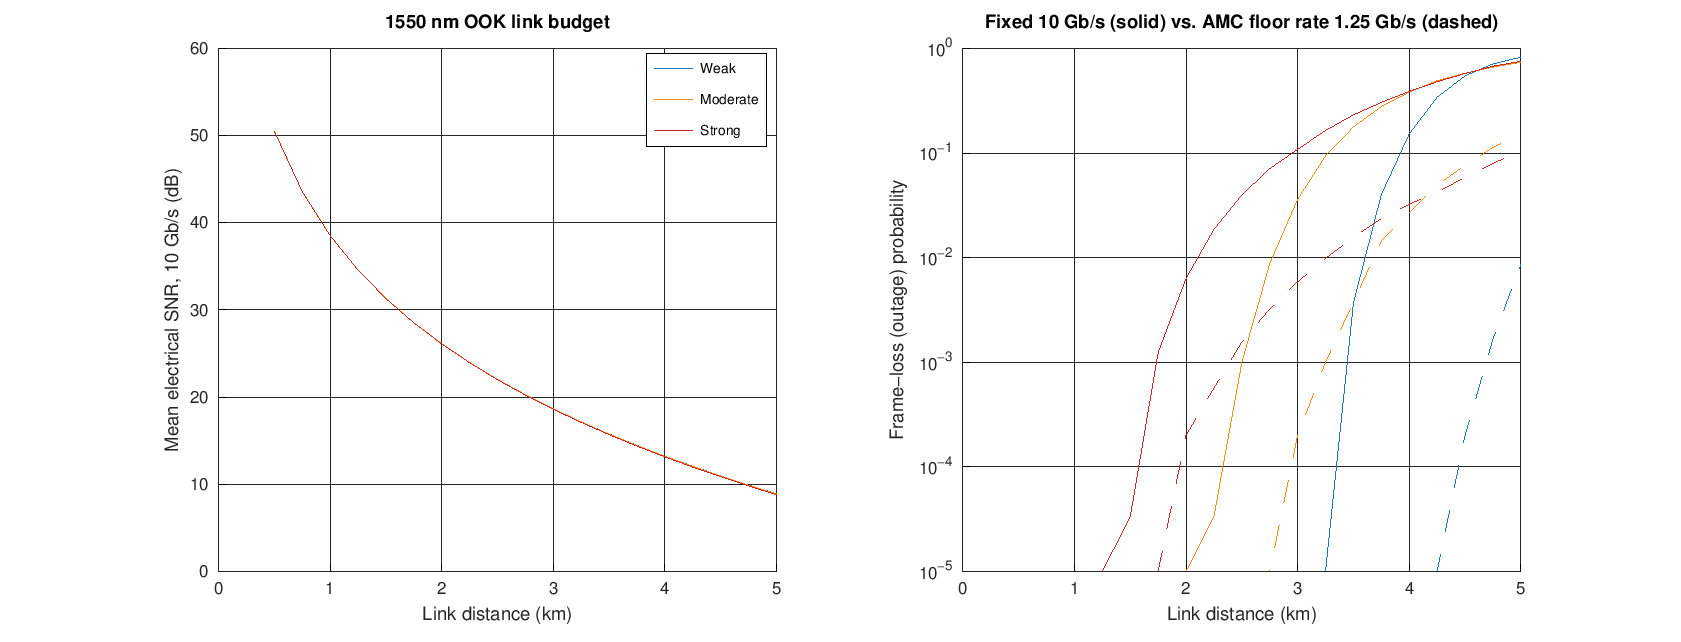 1550 nm OOK link budget
60
50
40
30
20
10
0
0 1 2 3 4 5
Mean electrical SNR, 10 Gb/s (dB)
Link distance (km)
Weak
Moderate
Strong
Fixed 10 Gb/s (solid) vs. AMC floor rate 1.25 Gb/s (dashed)
10^0
10^-1
10^-2
10^-3
10^-4
10^-5
0 1 2 3 4 5
Frame-loss (outage) probability
Link distance (km)